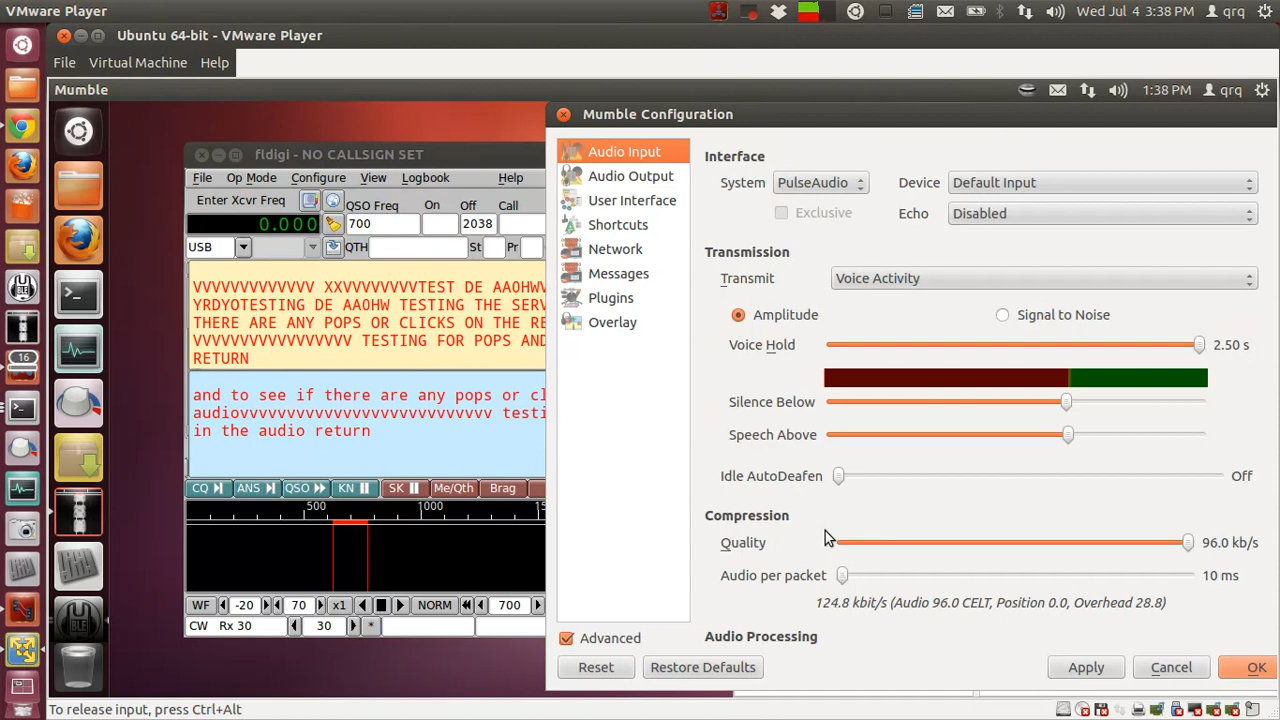 VMware Player
Wed Jul 4 3:38 PM
qrq
Ubuntu 64-bit - VMware Player
File Virtual Machine Help
Mumble
1:38 PM
qrq
Mumble Configuration
fldigi - NO CALLSIGN SET
File Op Mode Configure View Logbook Help
Enter Xcvr Freq
QSO Freq On Off Call
0.000 700 2038
USB QTH St Pr
VVVVVVVVVVVVV XXVVVVVVVVTEST DE AA0HWV
YRDYOTESTING DE AA0HW TESTING THE SERV
THERE ARE ANY POPS OR CLICKS ON THE RE
VVVVVVVVVVVVVVVVV TESTING FOR POPS AND
RETURN
and to see if there are any pops or cl
audiovvvvvvvvvvvvvvvvvvvvvvvvvv testi
in the audio return
CQ ANS QSO KN SK Me/Qth Brag
500 1000 15
WF -20 70 x1 NORM 700
CW Rx 30 30 *
16
Audio Input
Audio Output
User Interface
Shortcuts
Network
Messages
Plugins
Overlay
Interface
System PulseAudio Device Default Input
Exclusive Echo Disabled
Transmission
Transmit Voice Activity
Amplitude Signal to Noise
Voice Hold 2.50 s
Silence Below
Speech Above
Idle AutoDeafen Off
Compression
Quality 96.0 kb/s
Audio per packet 10 ms
124.8 kbit/s (Audio 96.0 CELT, Position 0.0, Overhead 28.8)
Advanced
Audio Processing
Reset Restore Defaults Apply Cancel OK
To release input, press Ctrl+Alt